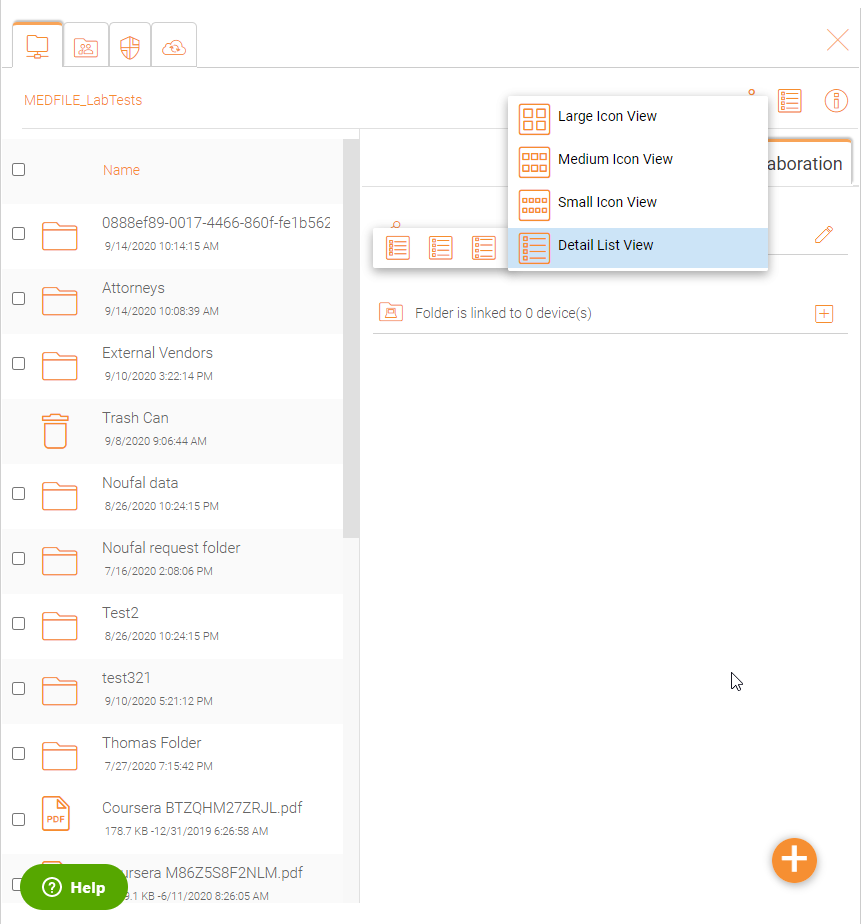 MEDFILE_LabTests
Large Icon View
Medium Icon View
Small Icon View
Detail List View
aboration
Name
0888ef89-0017-4466-860f-fe1b562
9/14/2020 10:14:15 AM
Attorneys
9/14/2020 10:08:39 AM
External Vendors
9/10/2020 3:22:14 PM
Trash Can
9/8/2020 9:06:44 AM
Noufal data
8/26/2020 10:24:15 PM
Noufal request folder
7/16/2020 2:08:06 PM
Test2
8/26/2020 10:24:15 PM
test321
9/10/2020 5:21:12 PM
Thomas Folder
7/27/2020 7:15:42 PM
PDF
Coursera BTZQHM27ZRJL.pdf
178.7 KB -12/31/2019 6:26:58 AM
ursera M86Z5S8F2NLM.pdf
9.1 KB -6/11/2020 8:26:05 AM
Folder is linked to 0 device(s)
Help